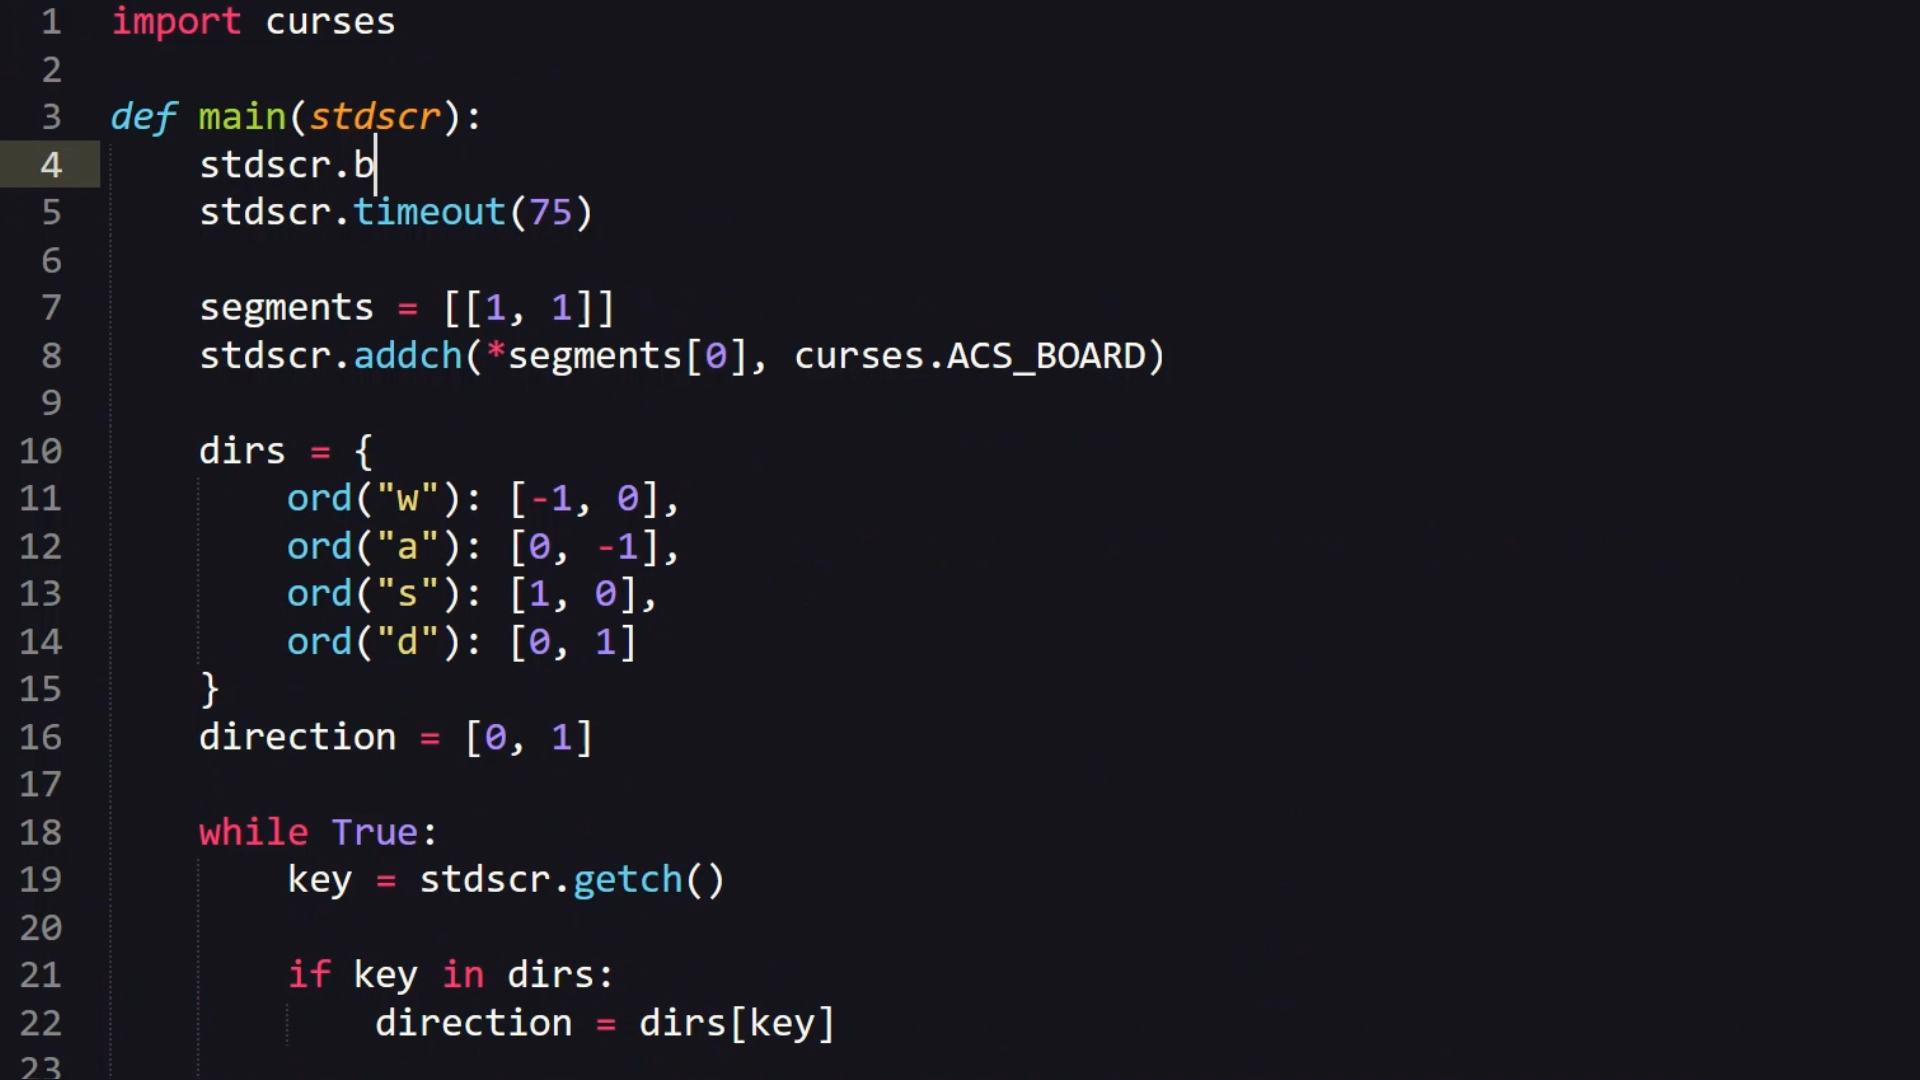 1 import curses
2
3 def main(stdscr):
4     stdscr.b
5     stdscr.timeout(75)
6
7     segments = [[1, 1]]
8     stdscr.addch(*segments[0], curses.ACS_BOARD)
9
10     dirs = {
11         ord("w"): [-1, 0],
12         ord("a"): [0, -1],
13         ord("s"): [1, 0],
14         ord("d"): [0, 1]
15     }
16     direction = [0, 1]
17
18     while True:
19         key = stdscr.getch()
20
21         if key in dirs:
22             direction = dirs[key]
23